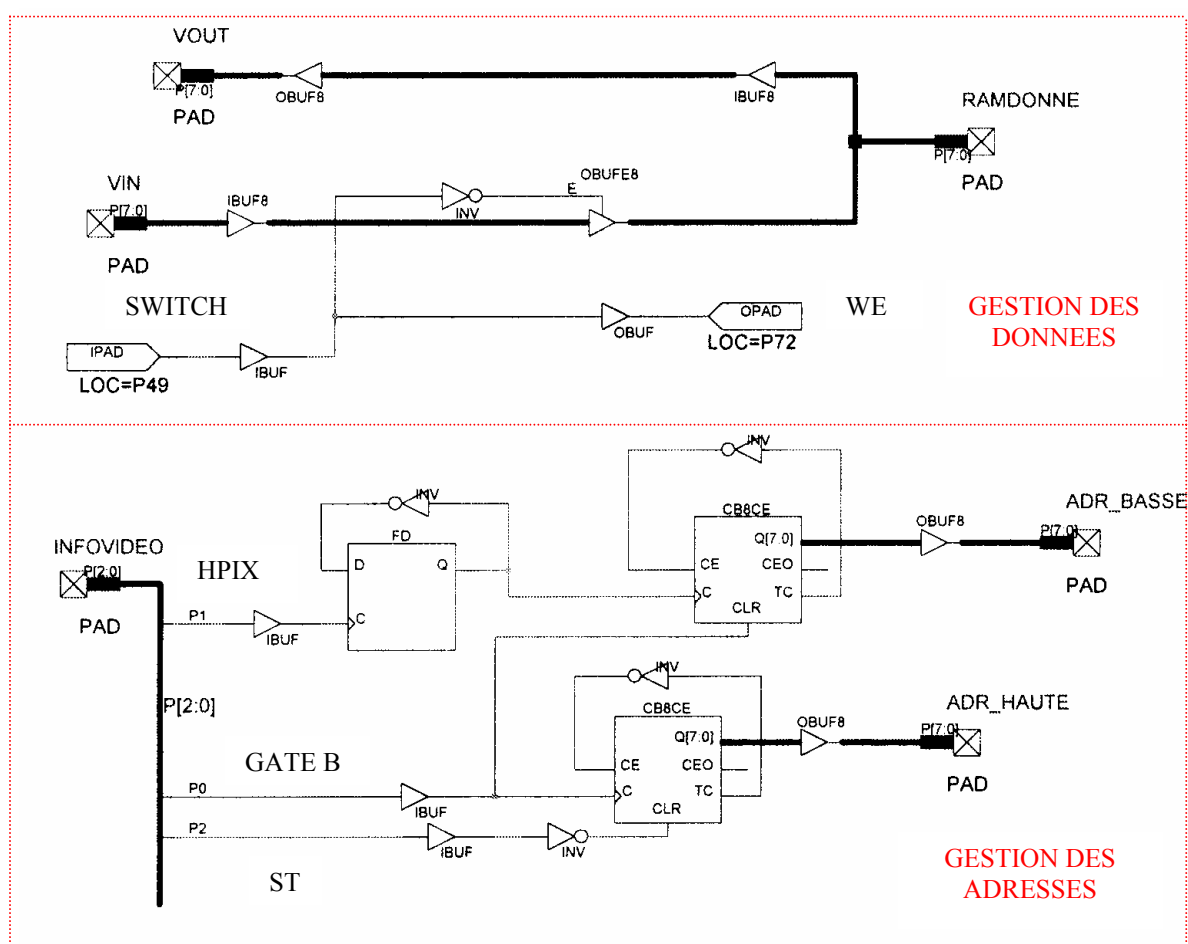 VOUT
P[7:0]
PAD
OBUF8
IBUF8
RAMDONNE
P[7:0]
PAD
VIN
P[7:0]
PAD
IBUF8
INV
E
OBUFE8
SWITCH
IPAD
LOC=P49
IBUF
OBUF
OPAD
LOC=P72
WE
GESTION DES
DONNEES
INFOVIDEO
P[2:0]
PAD
HPIX
P1
IBUF
INV
FD
D
Q
C
INV
CB8CE
Q[7:0]
CE
CEO
C
TC
CLR
OBUF8
ADR_BASSE
P[7:0]
PAD
P[2:0]
GATE B
P0
IBUF
P2
IBUF
INV
ST
INV
CB8CE
Q[7:0]
CE
CEO
C
TC
CLR
OBUF8
ADR_HAUTE
P[7:0]
PAD
GESTION DES
ADRESSES